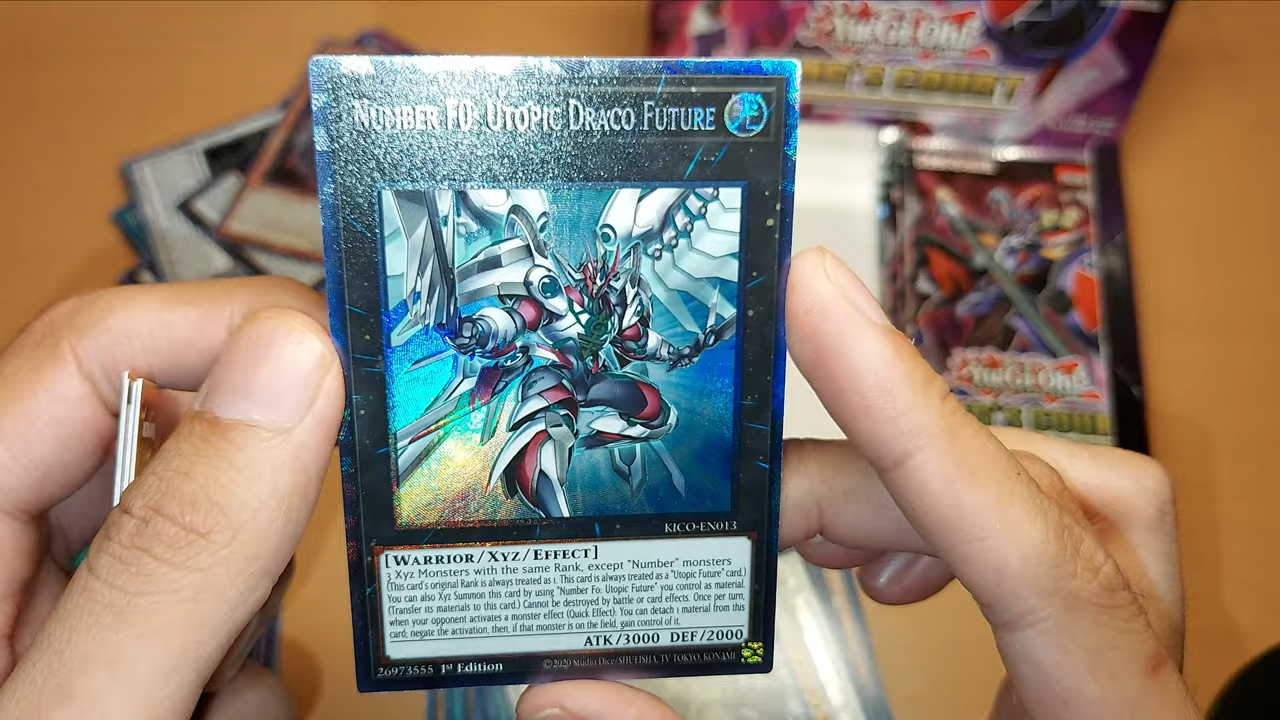 Yu-Gi-Oh!
'S COURT
NUMBER F0: UTOPIC DRACO FUTURE
Yu-Gi-Oh!
KICO-EN013
[WARRIOR/XYZ/EFFECT]
3 Xyz Monsters with the same Rank, except "Number" monsters
(This card's original Rank is always treated as 1. This card is always treated as a "Utopic Future" card.)
You can also Xyz Summon this card by using "Number F0: Utopic Future" you control as material.
(Transfer its materials to this card.) Cannot be destroyed by battle or card effects. Once per turn,
when your opponent activates a monster effect (Quick Effect): You can detach 1 material from this
card; negate the activation, then, if that monster is on the field, gain control of it.
ATK/3000 DEF/2000
26973555 1st Edition
©2020 Studio Dice/SHUEISHA, TV TOKYO, KONAMI